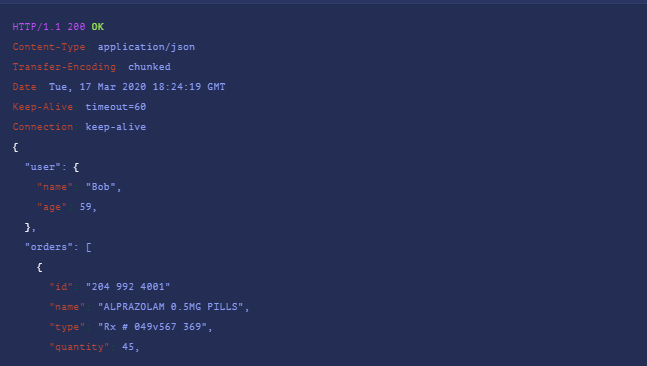 HTTP/1.1 200 OK
Content-Type application/json
Transfer-Encoding chunked
Date Tue, 17 Mar 2020 18:24:19 GMT
Keep-Alive timeout=60
Connection keep-alive
{
"user": {
"name" "Bob",
"age" 59,
},
"orders": [
{
"id" "204 992 4001"
"name" "ALPRAZOLAM 0.5MG PILLS",
"type" "Rx # 049v567 369",
"quantity" 45,